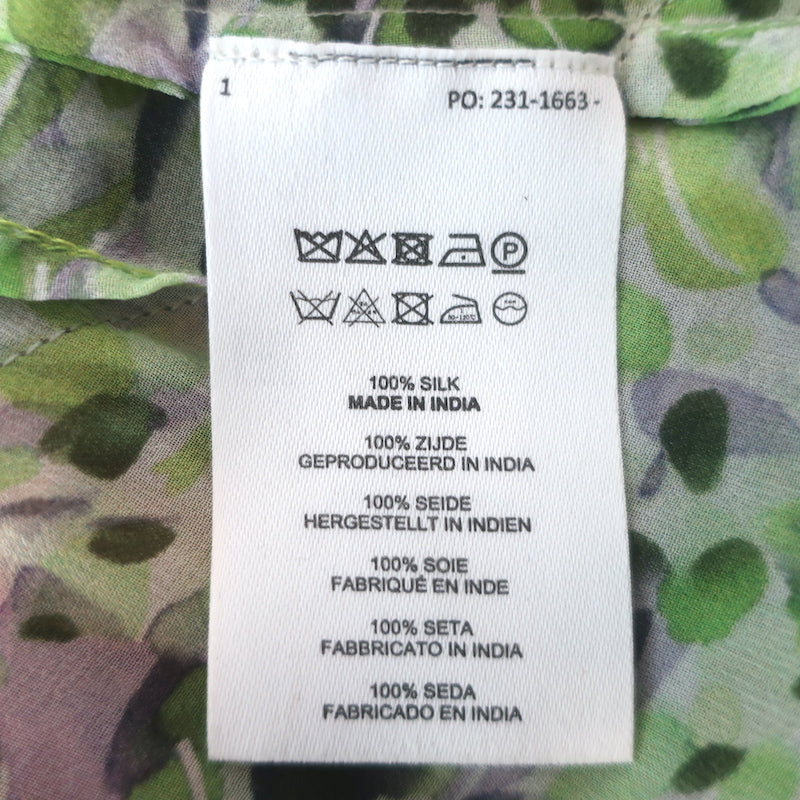 1
PO: 231-1663-
P
100% SILK
MADE IN INDIA
100% ZIJDE
GEPRODUCEERD IN INDIA
100% SEIDE
HERGESTELLT IN INDIEN
100% SOIE
FABRIQUÉ EN INDE
100% SETA
FABBRICATO IN INDIA
100% SEDA
FABRICADO EN INDIA